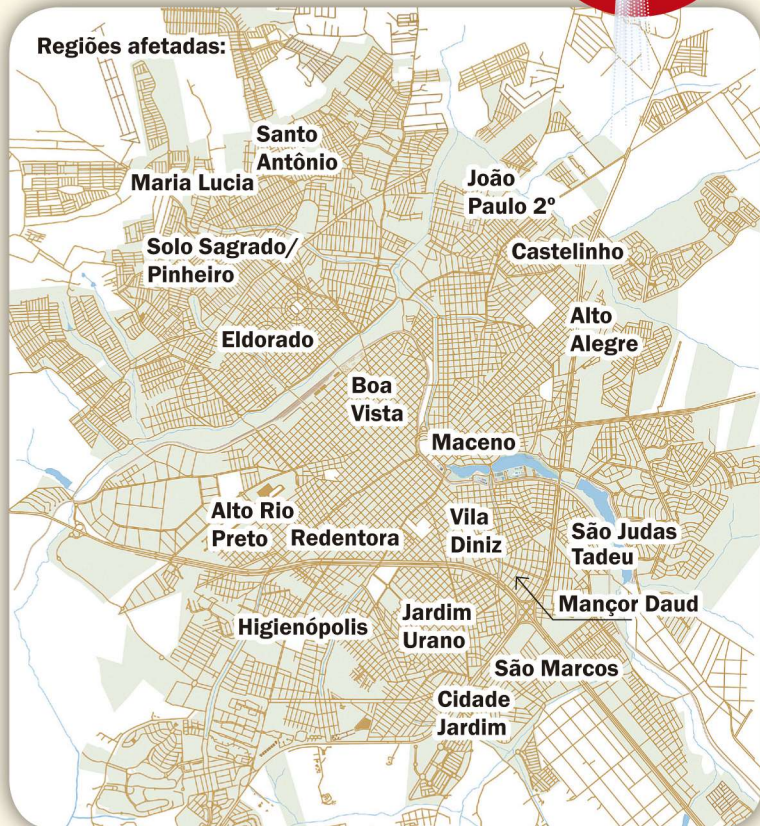 Regiões afetadas:
Santo
Antônio
Maria Lucia
João
Paulo 2º
Solo Sagrado/
Pinheiro
Castelinho
Alto
Alegre
Eldorado
Boa
Vista
Maceno
Alto Rio
Preto
Redentora
Vila
Diniz
São Judas
Tadeu
Mançor Daud
Higienópolis
Jardim
Urano
São Marcos
Cidade
Jardim